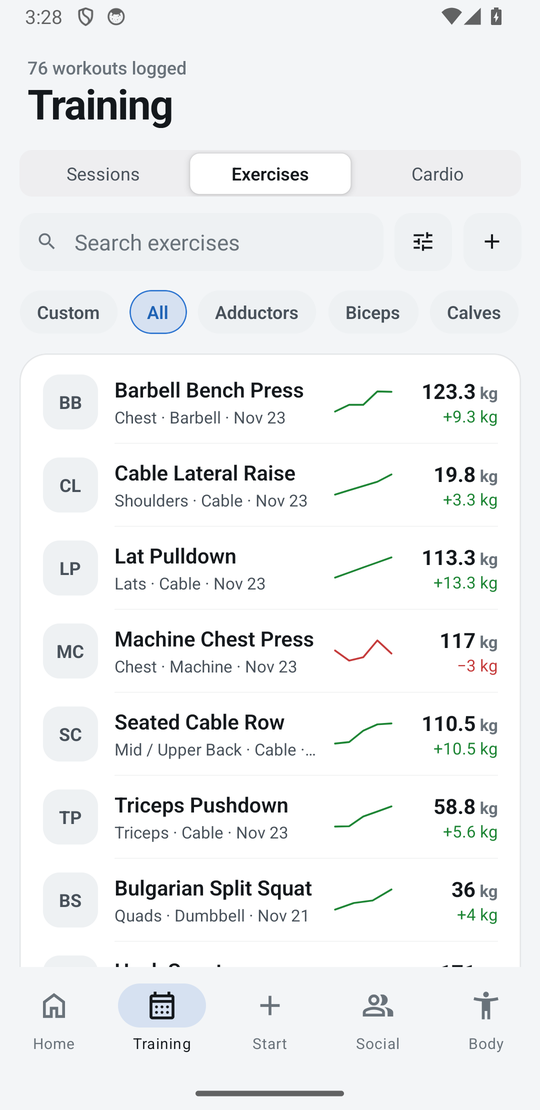 3:28
76 workouts logged
Training
Sessions
Exercises
Cardio
Search exercises
Custom
All
Adductors
Biceps
Calves
BB
Barbell Bench Press
Chest · Barbell · Nov 23
123.3 kg
+9.3 kg
CL
Cable Lateral Raise
Shoulders · Cable · Nov 23
19.8 kg
+3.3 kg
LP
Lat Pulldown
Lats · Cable · Nov 23
113.3 kg
+13.3 kg
MC
Machine Chest Press
Chest · Machine · Nov 23
117 kg
−3 kg
SC
Seated Cable Row
Mid / Upper Back · Cable ·…
110.5 kg
+10.5 kg
TP
Triceps Pushdown
Triceps · Cable · Nov 23
58.8 kg
+5.6 kg
BS
Bulgarian Split Squat
Quads · Dumbbell · Nov 21
36 kg
+4 kg
Home
Training
Start
Social
Body